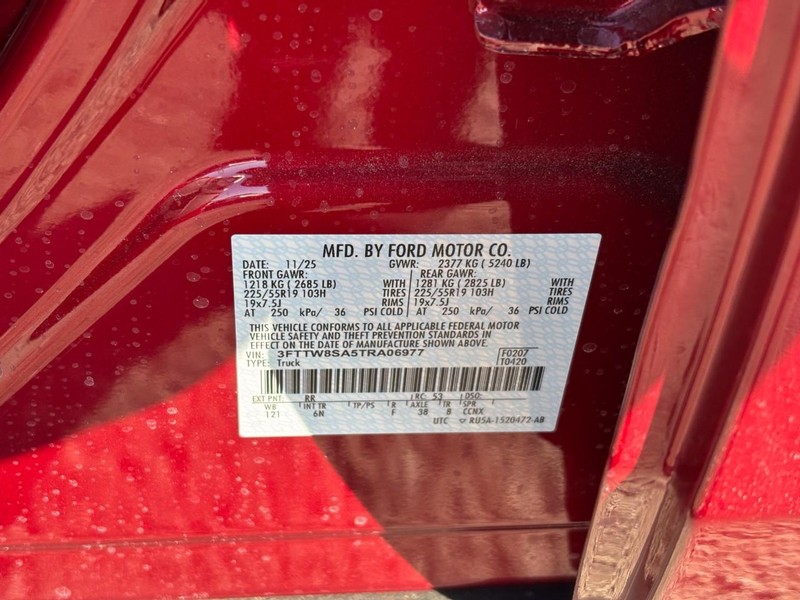 MFD. BY FORD MOTOR CO.
DATE: 11/25 GVWR: 2377 KG ( 5240 LB)
FRONT GAWR: REAR GAWR:
1218 KG ( 2685 LB) WITH 1281 KG ( 2825 LB) WITH
225/55R19 103H TIRES 225/55R19 103H TIRES
19x7.5J RIMS 19x7.5J RIMS
AT 250 kPa/ 36 PSI COLD AT 250 kPa/ 36 PSI COLD
THIS VEHICLE CONFORMS TO ALL APPLICABLE FEDERAL MOTOR
VEHICLE SAFETY AND THEFT PREVENTION STANDARDS IN
EFFECT ON THE DATE OF MANUFACTURE SHOWN ABOVE.
VIN: 3FTTW8SA5TRA06977 F0207
TYPE: Truck T0420
EXT PNT: RR RC: 53 DSO:
WB INT TR TP/PS R AXLE TR SPR
121 6N F 38 8 CCNX
UTC RU5A-1520472-AB